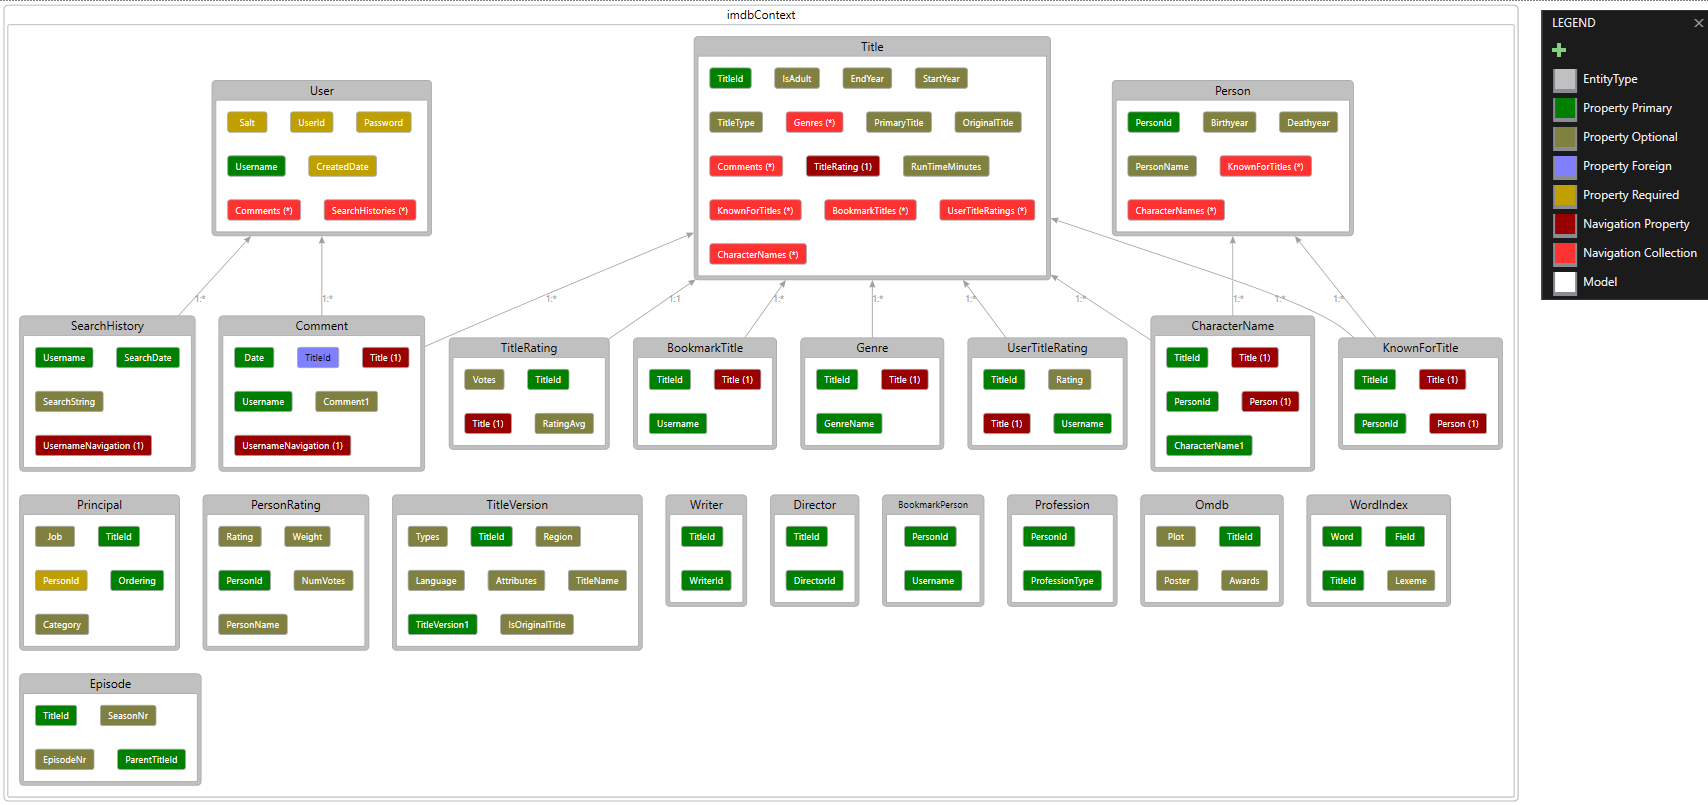 imdbContext
LEGEND
EntityType
Property Primary
Property Optional
Property Foreign
Property Required
Navigation Property
Navigation Collection
Model
User
Salt UserId Password
Username CreatedDate
Comments (*) SearchHistories (*)
Title
TitleId IsAdult EndYear StartYear
TitleType Genres (*) PrimaryTitle OriginalTitle
Comments (*) TitleRating (1) RunTimeMinutes
KnownForTitles (*) BookmarkTitles (*) UserTitleRatings (*)
CharacterNames (*)
Person
PersonId Birthyear Deathyear
PersonName KnownForTitles (*)
CharacterNames (*)
1:* 1:* 1:* 1:1 1:* 1:* 1:* 1:* 1:* 1:* 1:*
SearchHistory
Username SearchDate
SearchString
UsernameNavigation (1)
Comment
Date TitleId Title (1)
Username Comment1
UsernameNavigation (1)
TitleRating
Votes TitleId
Title (1) RatingAvg
BookmarkTitle
TitleId Title (1)
Username
Genre
TitleId Title (1)
GenreName
UserTitleRating
TitleId Rating
Title (1) Username
CharacterName
TitleId Title (1)
PersonId Person (1)
CharacterName1
KnownForTitle
TitleId Title (1)
PersonId Person (1)
Principal
Job TitleId
PersonId Ordering
Category
PersonRating
Rating Weight
PersonId NumVotes
PersonName
TitleVersion
Types TitleId Region
Language Attributes TitleName
TitleVersion1 IsOriginalTitle
Writer
TitleId
WriterId
Director
TitleId
DirectorId
BookmarkPerson
PersonId
Username
Profession
PersonId
ProfessionType
Omdb
Plot TitleId
Poster Awards
WordIndex
Word Field
TitleId Lexeme
Episode
TitleId SeasonNr
EpisodeNr ParentTitleId